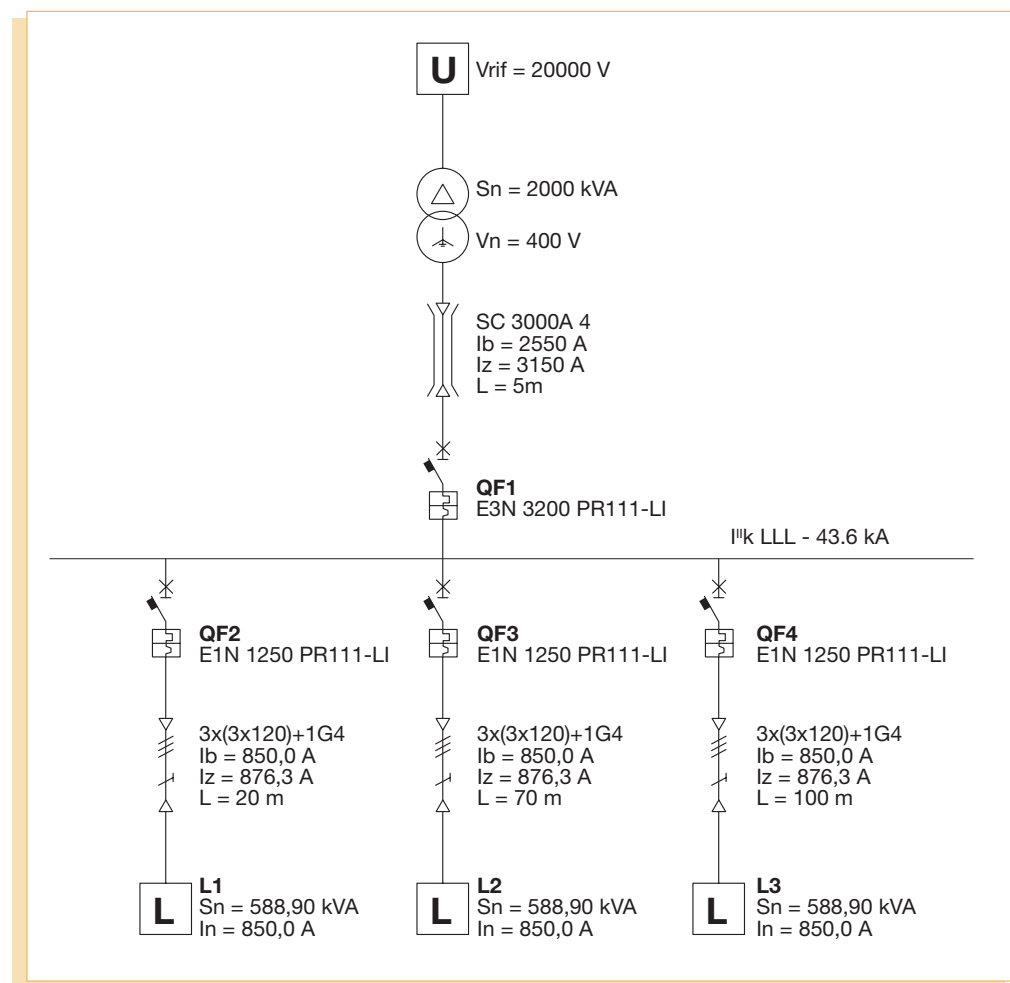 U
Vrif = 20000 V
Sn = 2000 kVA
Vn = 400 V
SC 3000A 4
Ib = 2550 A
Iz = 3150 A
L = 5m
QF1
E3N 3200 PR111-LI
I"k LLL - 43.6 kA
QF2
E1N 1250 PR111-LI
QF3
E1N 1250 PR111-LI
QF4
E1N 1250 PR111-LI
3x(3x120)+1G4
Ib = 850,0 A
Iz = 876,3 A
L = 20 m
3x(3x120)+1G4
Ib = 850,0 A
Iz = 876,3 A
L = 70 m
3x(3x120)+1G4
Ib = 850,0 A
Iz = 876,3 A
L = 100 m
L
L1
Sn = 588,90 kVA
In = 850,0 A
L
L2
Sn = 588,90 kVA
In = 850,0 A
L
L3
Sn = 588,90 kVA
In = 850,0 A